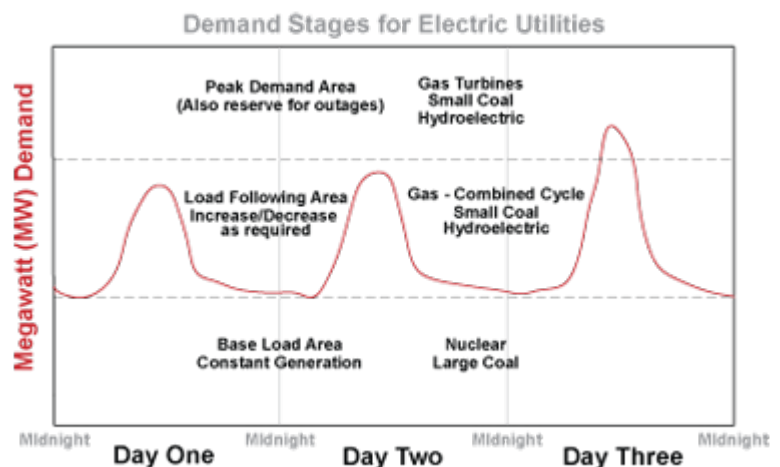 Demand Stages for Electric Utilities
Megawatt (MW) Demand
Peak Demand Area
(Also reserve for outages)
Gas Turbines
Small Coal
Hydroelectric
Load Following Area
Increase/Decrease
as required
Gas - Combined Cycle
Small Coal
Hydroelectric
Base Load Area
Constant Generation
Nuclear
Large Coal
Midnight
Midnight
Midnight
Midnight
Day One
Day Two
Day Three